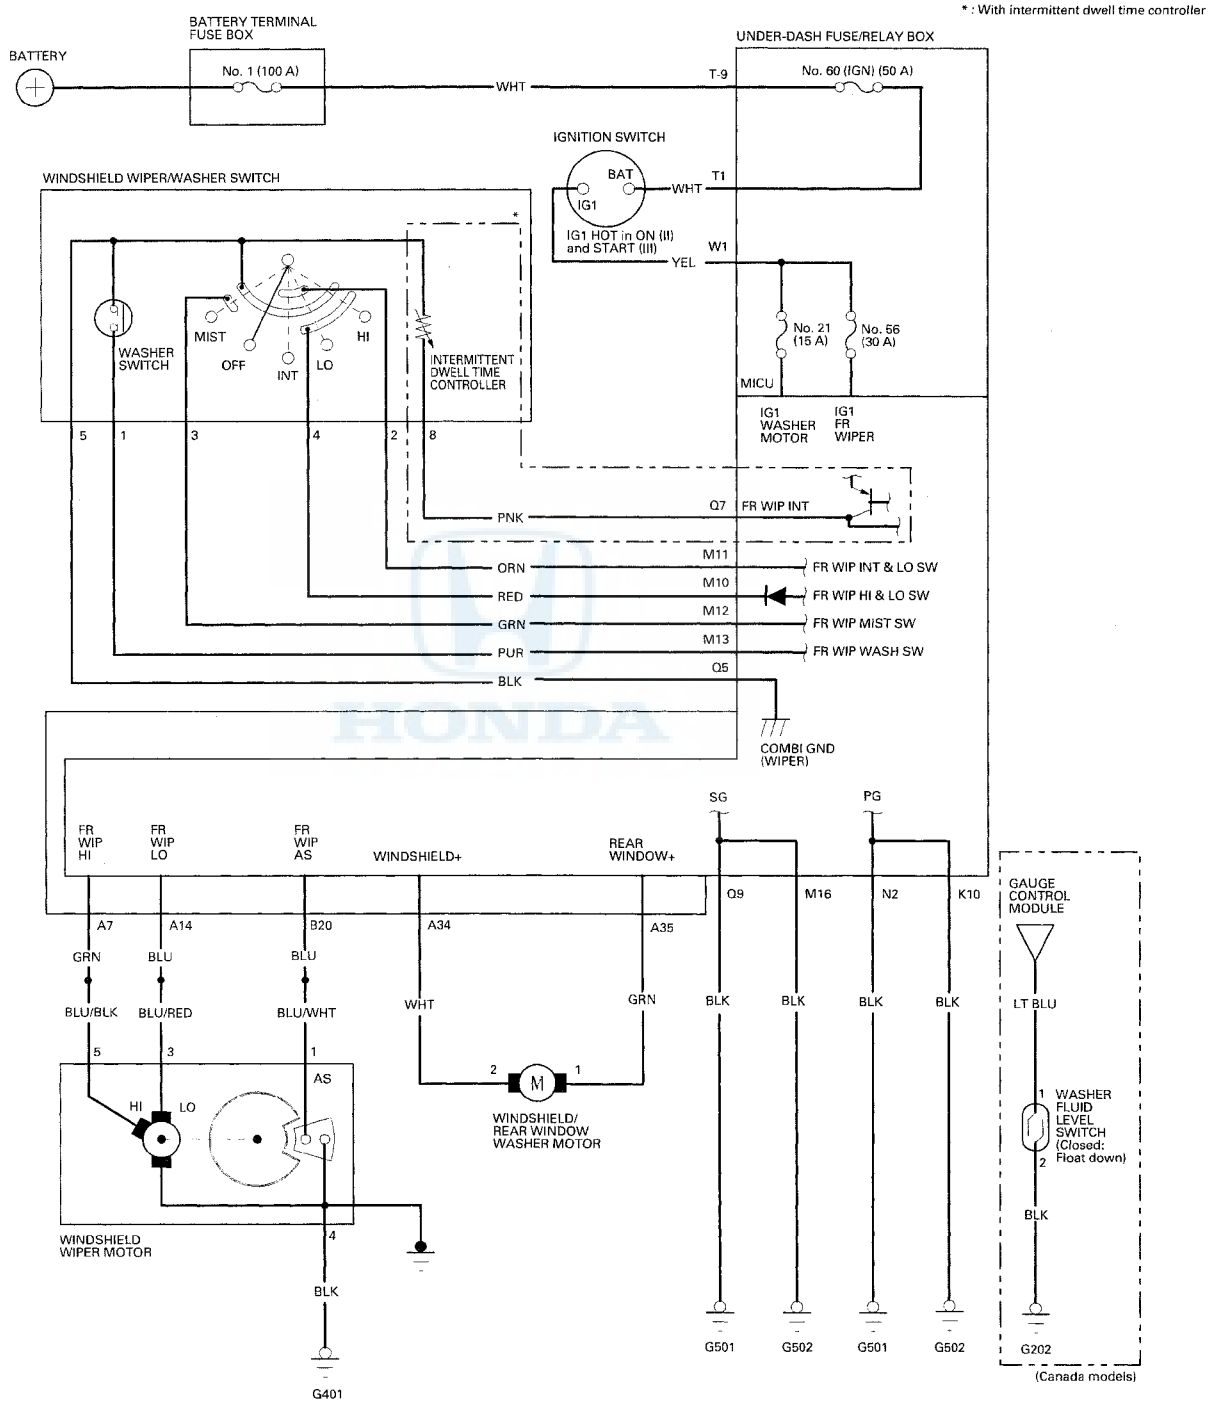 * : With intermittent dwell time controller
BATTERY TERMINAL
FUSE BOX
UNDER-DASH FUSE/RELAY BOX
BATTERY
No. 1 (100 A)
T-9
No. 60 (IGN) (50 A)
WHT
IGNITION SWITCH
BAT
WHT
T1
IG1
WINDSHIELD WIPER/WASHER SWITCH
*
IG1 HOT in ON (II)
and START (III)
W1
YEL
MIST
OFF
INT
LO
HI
WASHER
SWITCH
INTERMITTENT
DWELL TIME
CONTROLLER
No. 21
(15 A)
No. 56
(30 A)
MICU
IG1
WASHER
MOTOR
IG1
FR
WIPER
5
1
3
4
2
8
PNK
Q7
FR WIP INT
ORN
M11
FR WIP INT & LO SW
RED
M10
FR WIP HI & LO SW
GRN
M12
FR WIP MIST SW
PUR
M13
FR WIP WASH SW
BLK
Q5
HONDA
COMBI GND
(WIPER)
SG
PG
FR
WIP
HI
FR
WIP
LO
FR
WIP
AS
WINDSHIELD+
REAR
WINDOW+
GAUGE
CONTROL
MODULE
Q9
M16
N2
K10
A7
A14
B20
A34
A35
GRN
BLU
BLU
BLU/BLK
BLU/RED
BLU/WHT
WHT
GRN
BLK
BLK
BLK
BLK
LT BLU
5
3
1
AS
HI
LO
2
M
1
WINDSHIELD/
REAR WINDOW
WASHER MOTOR
1
WASHER
FLUID
LEVEL
SWITCH
(Closed:
Float down)
2
BLK
WINDSHIELD
WIPER MOTOR
4
BLK
G401
G501
G502
G501
G502
G202
(Canada models)